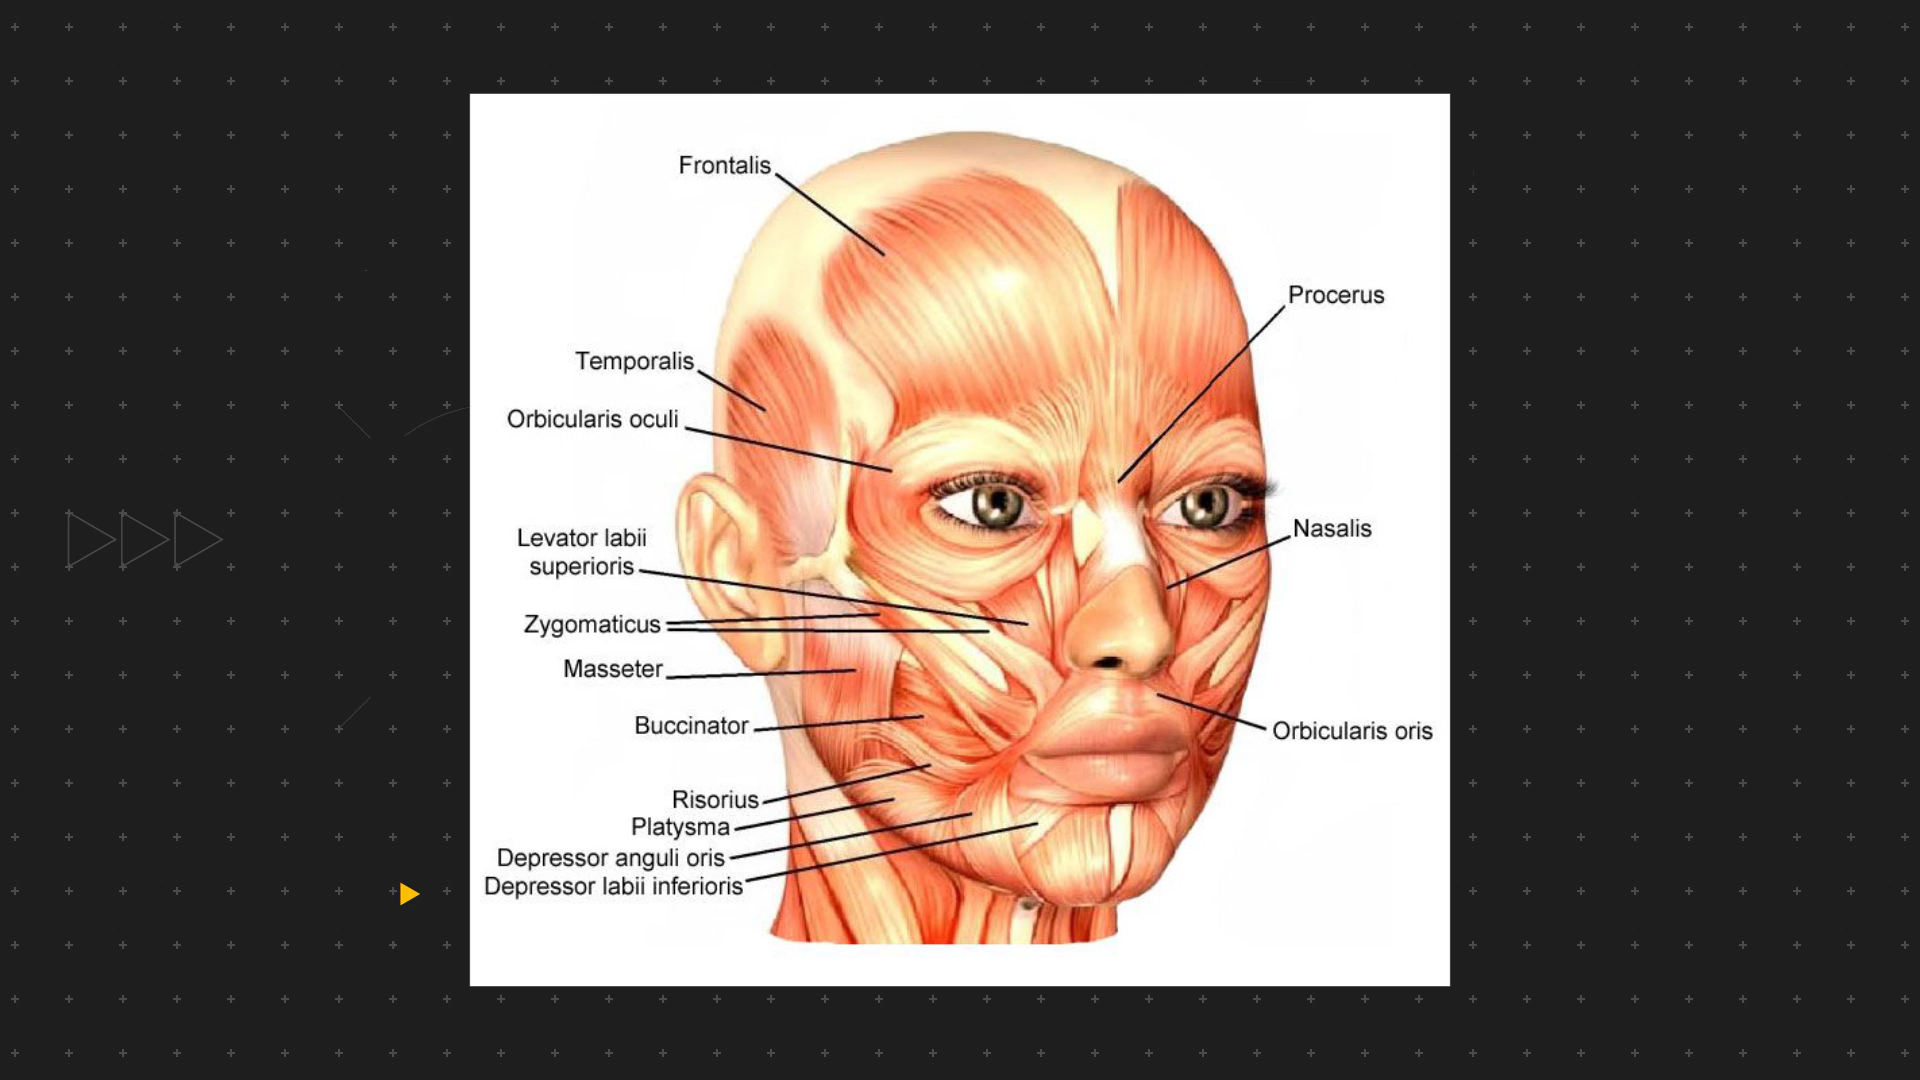 Frontalis
Procerus
Temporalis
Orbicularis oculi
Nasalis
Levator labii
superioris
Zygomaticus
Masseter
Buccinator
Orbicularis oris
Risorius
Platysma
Depressor anguli oris
Depressor labii inferioris